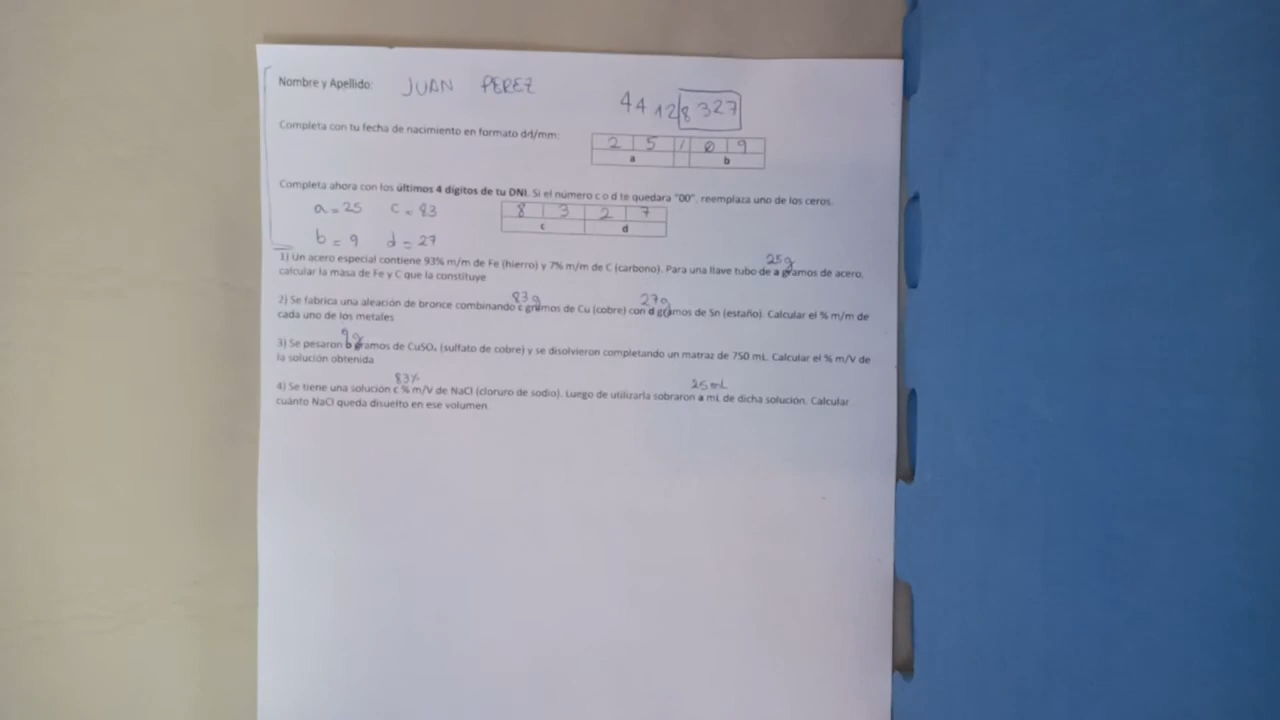 Nombre y Apellido: JUAN PEREZ
44 128327
Completa con tu fecha de nacimiento en formato dd/mm: 2 5 / 0 9
a b
Completa ahora con los últimos 4 dígitos de tu DNI. Si el número c o d te quedara "00", reemplaza uno de los ceros.
a = 25 c = 83 8 3 2 7
c d
b = 9 d = 27
25g
1) Un acero especial contiene 93% m/m de Fe (hierro) y 7% m/m de C (carbono). Para una llave tubo de a gramos de acero,
calcular la masa de Fe y C que la constituye
83g 27g
2) Se fabrica una aleación de bronce combinando c gramos de Cu (cobre) con d gramos de Sn (estaño). Calcular el % m/m de
cada uno de los metales
9g
3) Se pesaron b gramos de CuSO₄ (sulfato de cobre) y se disolvieron completando un matraz de 750 mL. Calcular el % m/V de
la solución obtenida
83% 25mL
4) Se tiene una solución c % m/V de NaCl (cloruro de sodio). Luego de utilizarla sobraron a mL de dicha solución. Calcular
cuánto NaCl queda disuelto en ese volumen.